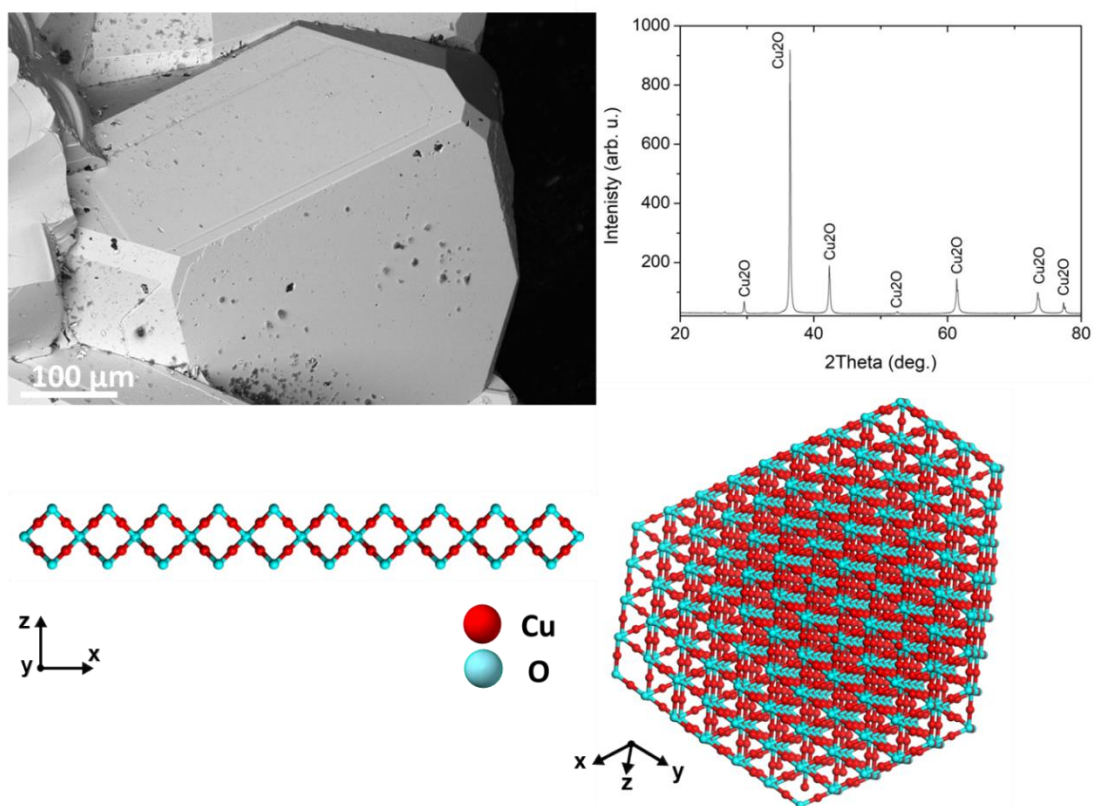 100 µm
1000
800
600
400
200
Intenisty (arb. u.)
Cu2O
Cu2O
Cu2O
Cu2O
Cu2O
Cu2O
Cu2O
20
40
60
80
2Theta (deg.)
z
y
x
Cu
O
x
z
y